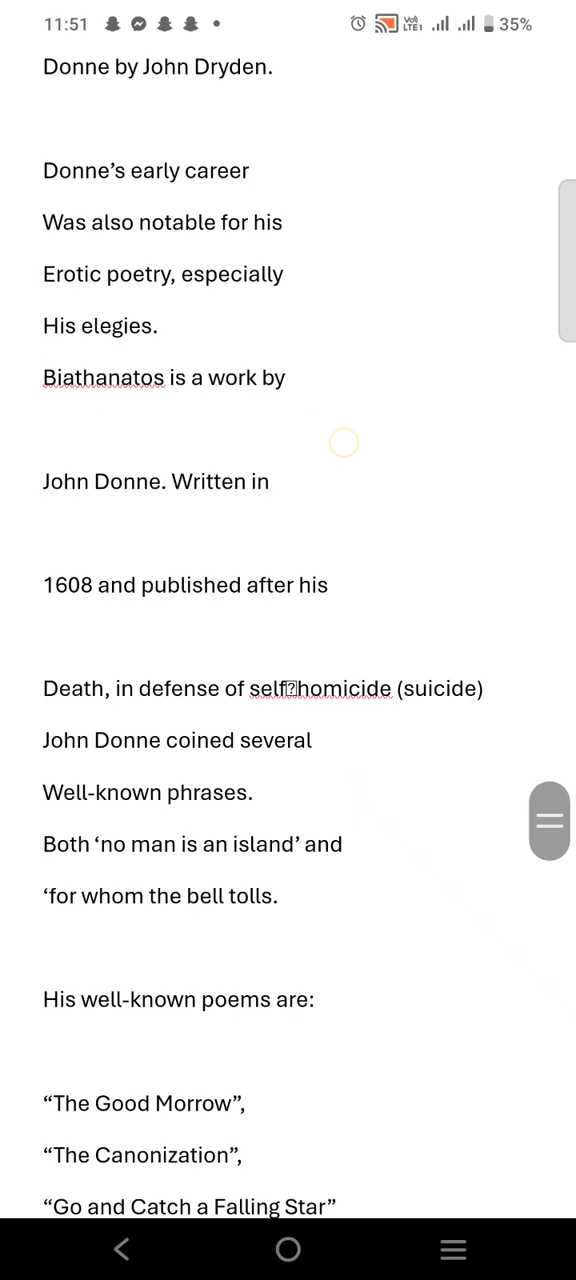 11:51
Vo) LTE1
35%
Donne by John Dryden.
Donne’s early career
Was also notable for his
Erotic poetry, especially
His elegies.
Biathanatos is a work by
John Donne. Written in
1608 and published after his
Death, in defense of self⍰homicide (suicide)
John Donne coined several
Well-known phrases.
Both ‘no man is an island’ and
‘for whom the bell tolls.
His well-known poems are:
“The Good Morrow”,
“The Canonization”,
“Go and Catch a Falling Star”